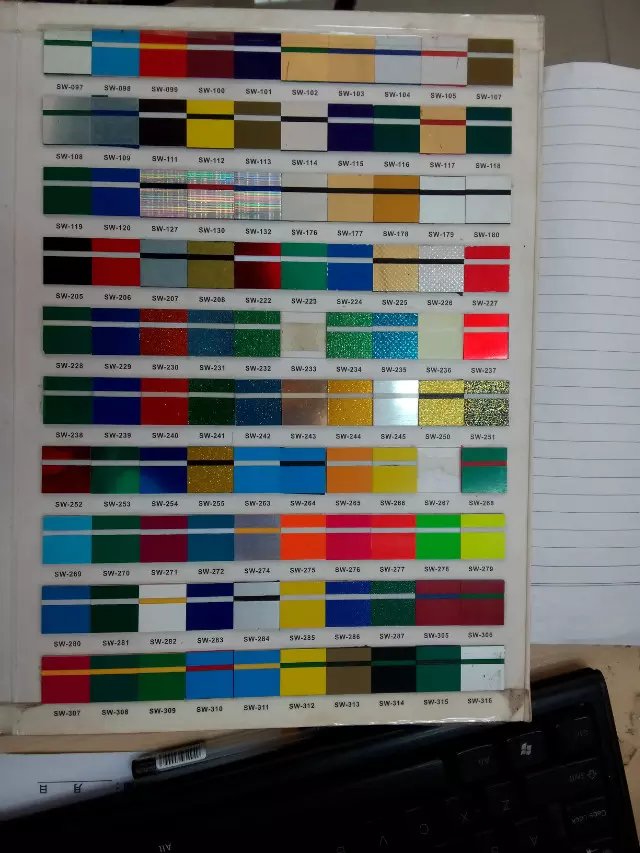 SW-097 SW-098 SW-099 SW-100 SW-101 SW-102 SW-103 SW-104 SW-105 SW-107
SW-108 SW-109 SW-111 SW-112 SW-113 SW-114 SW-115 SW-116 SW-117 SW-118
SW-119 SW-120 SW-127 SW-130 SW-132 SW-176 SW-177 SW-178 SW-179 SW-180
SW-205 SW-206 SW-207 SW-208 SW-222 SW-223 SW-224 SW-225 SW-226 SW-227
SW-228 SW-229 SW-230 SW-231 SW-232 SW-233 SW-234 SW-235 SW-236 SW-237
SW-238 SW-239 SW-240 SW-241 SW-242 SW-243 SW-244 SW-245 SW-250 SW-251
SW-252 SW-253 SW-254 SW-255 SW-263 SW-264 SW-265 SW-266 SW-267 SW-268
SW-269 SW-270 SW-271 SW-272 SW-274 SW-275 SW-276 SW-277 SW-278 SW-279
SW-280 SW-281 SW-282 SW-283 SW-284 SW-285 SW-286 SW-287 SW-305 SW-306
SW-307 SW-308 SW-309 SW-310 SW-311 SW-312 SW-313 SW-314 SW-315 SW-316
月 日
Alt
Ctrl
Alt
Shift
Z
X
C
V
Caps Lock
A
S
D
F